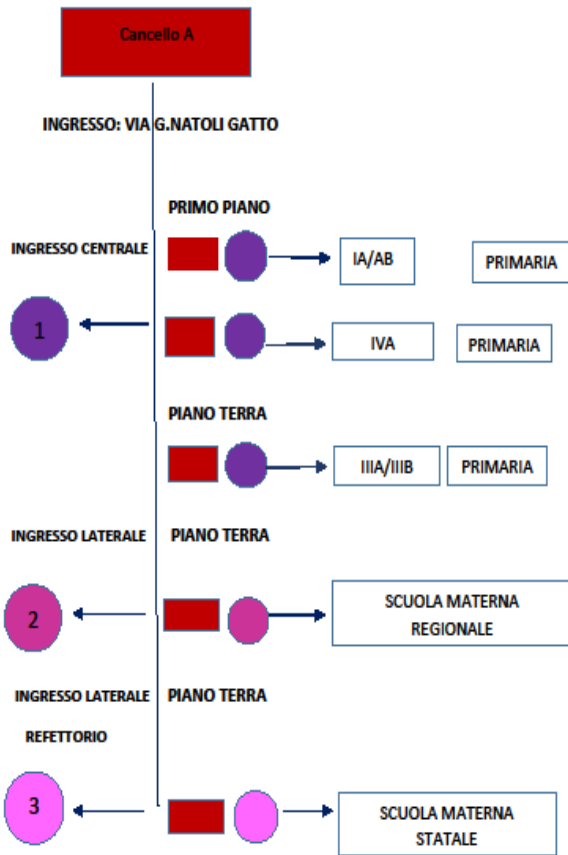 Cancello A
INGRESSO: VIA G.NATOLI GATTO
PRIMO PIANO
INGRESSO CENTRALE
IA/AB PRIMARIA
1
IVA PRIMARIA
PIANO TERRA
IIIA/IIIB PRIMARIA
INGRESSO LATERALE PIANO TERRA
2
SCUOLA MATERNA
REGIONALE
INGRESSO LATERALE PIANO TERRA
REFETTORIO
3
SCUOLA MATERNA
STATALE